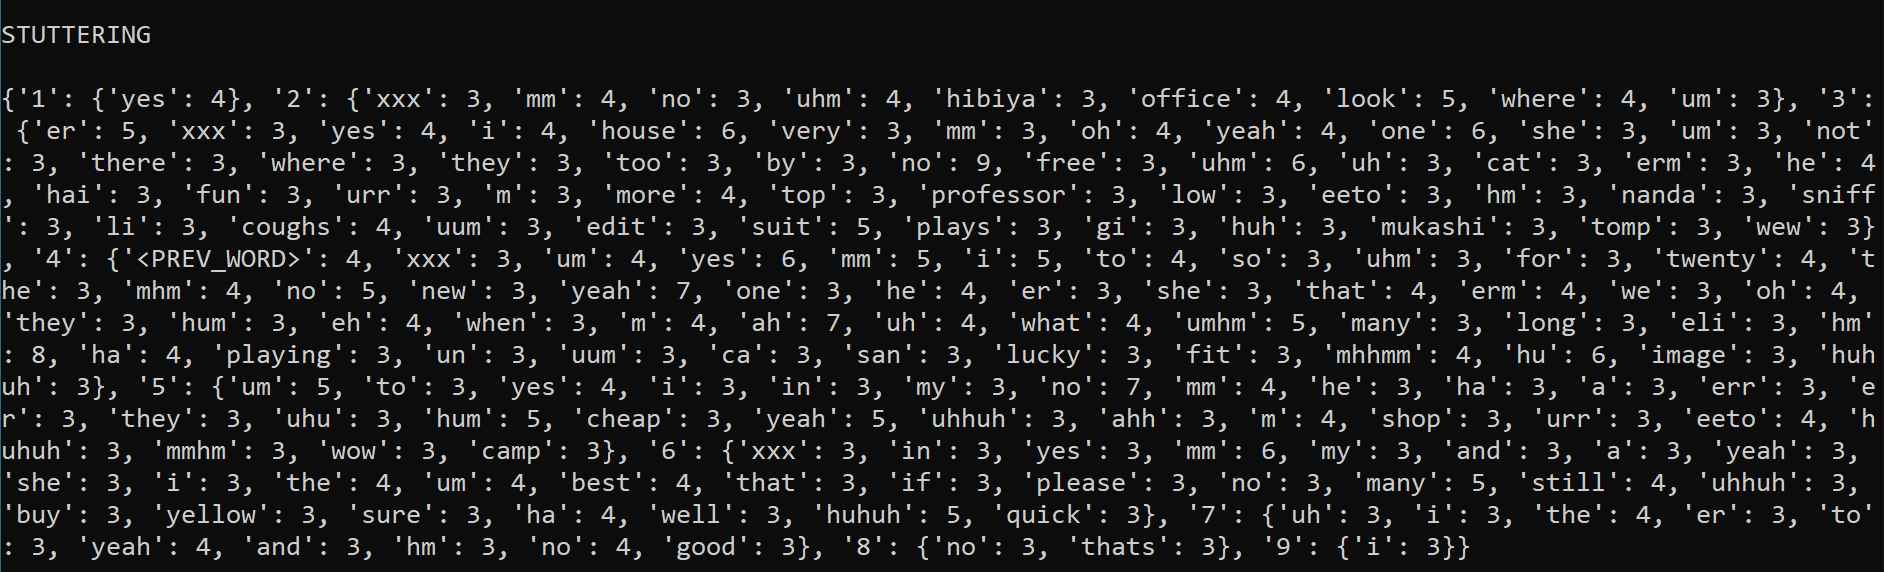 STUTTERING
{'1': {'yes': 4}, '2': {'xxx': 3, 'mm': 4, 'no': 3, 'uhm': 4, 'hibiya': 3, 'office': 4, 'look': 5, 'where': 4, 'um': 3}, '3':
 {'er': 5, 'xxx': 3, 'yes': 4, 'i': 4, 'house': 6, 'very': 3, 'mm': 3, 'oh': 4, 'yeah': 4, 'one': 6, 'she': 3, 'um': 3, 'not'
: 3, 'there': 3, 'where': 3, 'they': 3, 'too': 3, 'by': 3, 'no': 9, 'free': 3, 'uhm': 6, 'uh': 3, 'cat': 3, 'erm': 3, 'he': 4
, 'hai': 3, 'fun': 3, 'urr': 3, 'm': 3, 'more': 4, 'top': 3, 'professor': 3, 'low': 3, 'eeto': 3, 'hm': 3, 'nanda': 3, 'sniff
': 3, 'li': 3, 'coughs': 4, 'uum': 3, 'edit': 3, 'suit': 5, 'plays': 3, 'gi': 3, 'huh': 3, 'mukashi': 3, 'tomp': 3, 'wew': 3}
, '4': {'<PREV_WORD>': 4, 'xxx': 3, 'um': 4, 'yes': 6, 'mm': 5, 'i': 5, 'to': 4, 'so': 3, 'uhm': 3, 'for': 3, 'twenty': 4, 't
he': 3, 'mhm': 4, 'no': 5, 'new': 3, 'yeah': 7, 'one': 3, 'he': 4, 'er': 3, 'she': 3, 'that': 4, 'erm': 4, 'we': 3, 'oh': 4,
'they': 3, 'hum': 3, 'eh': 4, 'when': 3, 'm': 4, 'ah': 7, 'uh': 4, 'what': 4, 'umhm': 5, 'many': 3, 'long': 3, 'eli': 3, 'hm'
: 8, 'ha': 4, 'playing': 3, 'un': 3, 'uum': 3, 'ca': 3, 'san': 3, 'lucky': 3, 'fit': 3, 'mhhmm': 4, 'hu': 6, 'image': 3, 'huh
uh': 3}, '5': {'um': 5, 'to': 3, 'yes': 4, 'i': 3, 'in': 3, 'my': 3, 'no': 7, 'mm': 4, 'he': 3, 'ha': 3, 'a': 3, 'err': 3, 'e
r': 3, 'they': 3, 'uhu': 3, 'hum': 5, 'cheap': 3, 'yeah': 5, 'uhhuh': 3, 'ahh': 3, 'm': 4, 'shop': 3, 'urr': 3, 'eeto': 4, 'h
uhuh': 3, 'mmhm': 3, 'wow': 3, 'camp': 3}, '6': {'xxx': 3, 'in': 3, 'yes': 3, 'mm': 6, 'my': 3, 'and': 3, 'a': 3, 'yeah': 3,
'she': 3, 'i': 3, 'the': 4, 'um': 4, 'best': 4, 'that': 3, 'if': 3, 'please': 3, 'no': 3, 'many': 5, 'still': 4, 'uhhuh': 3,
'buy': 3, 'yellow': 3, 'sure': 3, 'ha': 4, 'well': 3, 'huhuh': 5, 'quick': 3}, '7': {'uh': 3, 'i': 3, 'the': 4, 'er': 3, 'to'
: 3, 'yeah': 4, 'and': 3, 'hm': 3, 'no': 4, 'good': 3}, '8': {'no': 3, 'thats': 3}, '9': {'i': 3}}